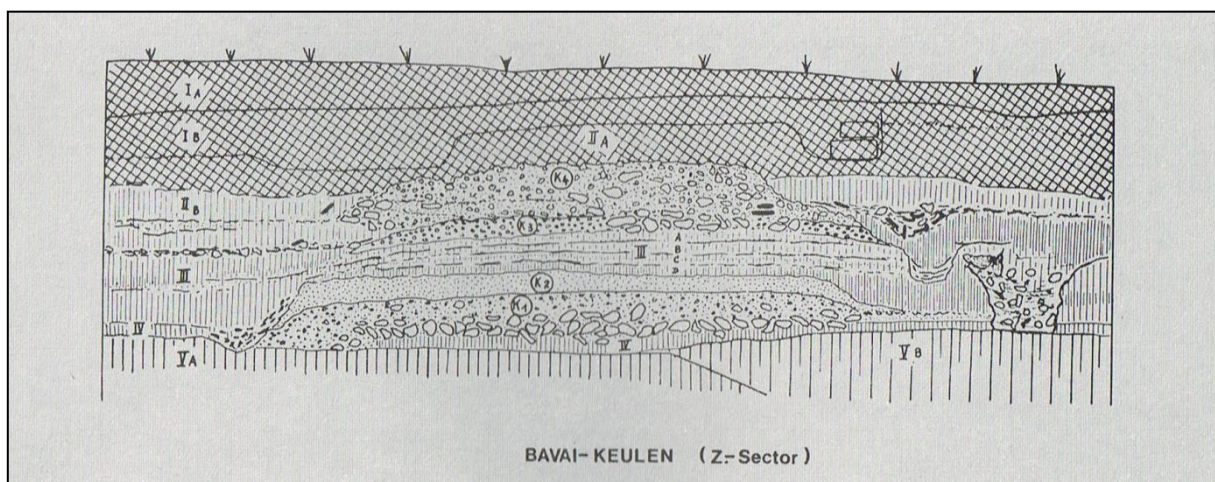 I A
I B
II A
K4
II B
K3
A
III
B
C
III
D
K2
K1
IV
IV
V A
V B
BAVAI-KEULEN (Z.-Sector)